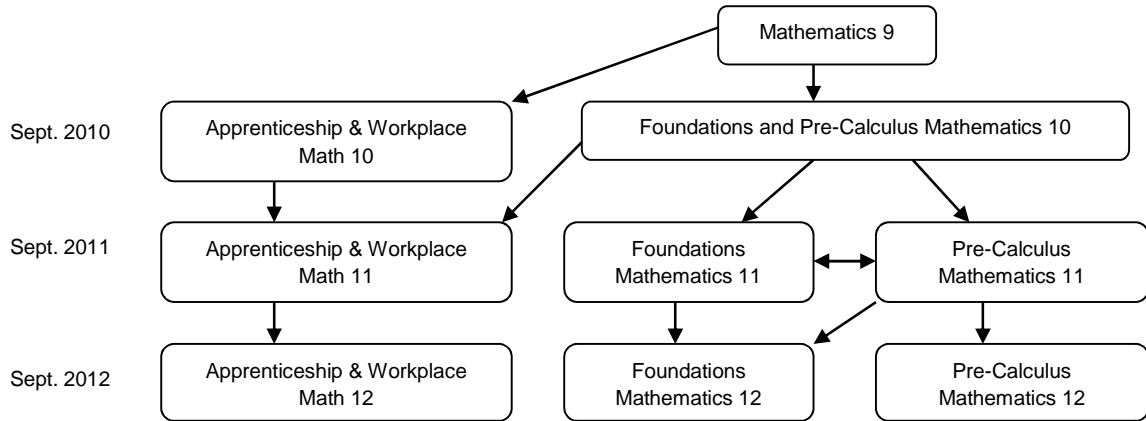 Mathematics 9
Sept. 2010
Apprenticeship & Workplace
Math 10
Foundations and Pre-Calculus Mathematics 10
Sept. 2011
Apprenticeship & Workplace
Math 11
Foundations
Mathematics 11
Pre-Calculus
Mathematics 11
Sept. 2012
Apprenticeship & Workplace
Math 12
Foundations
Mathematics 12
Pre-Calculus
Mathematics 12